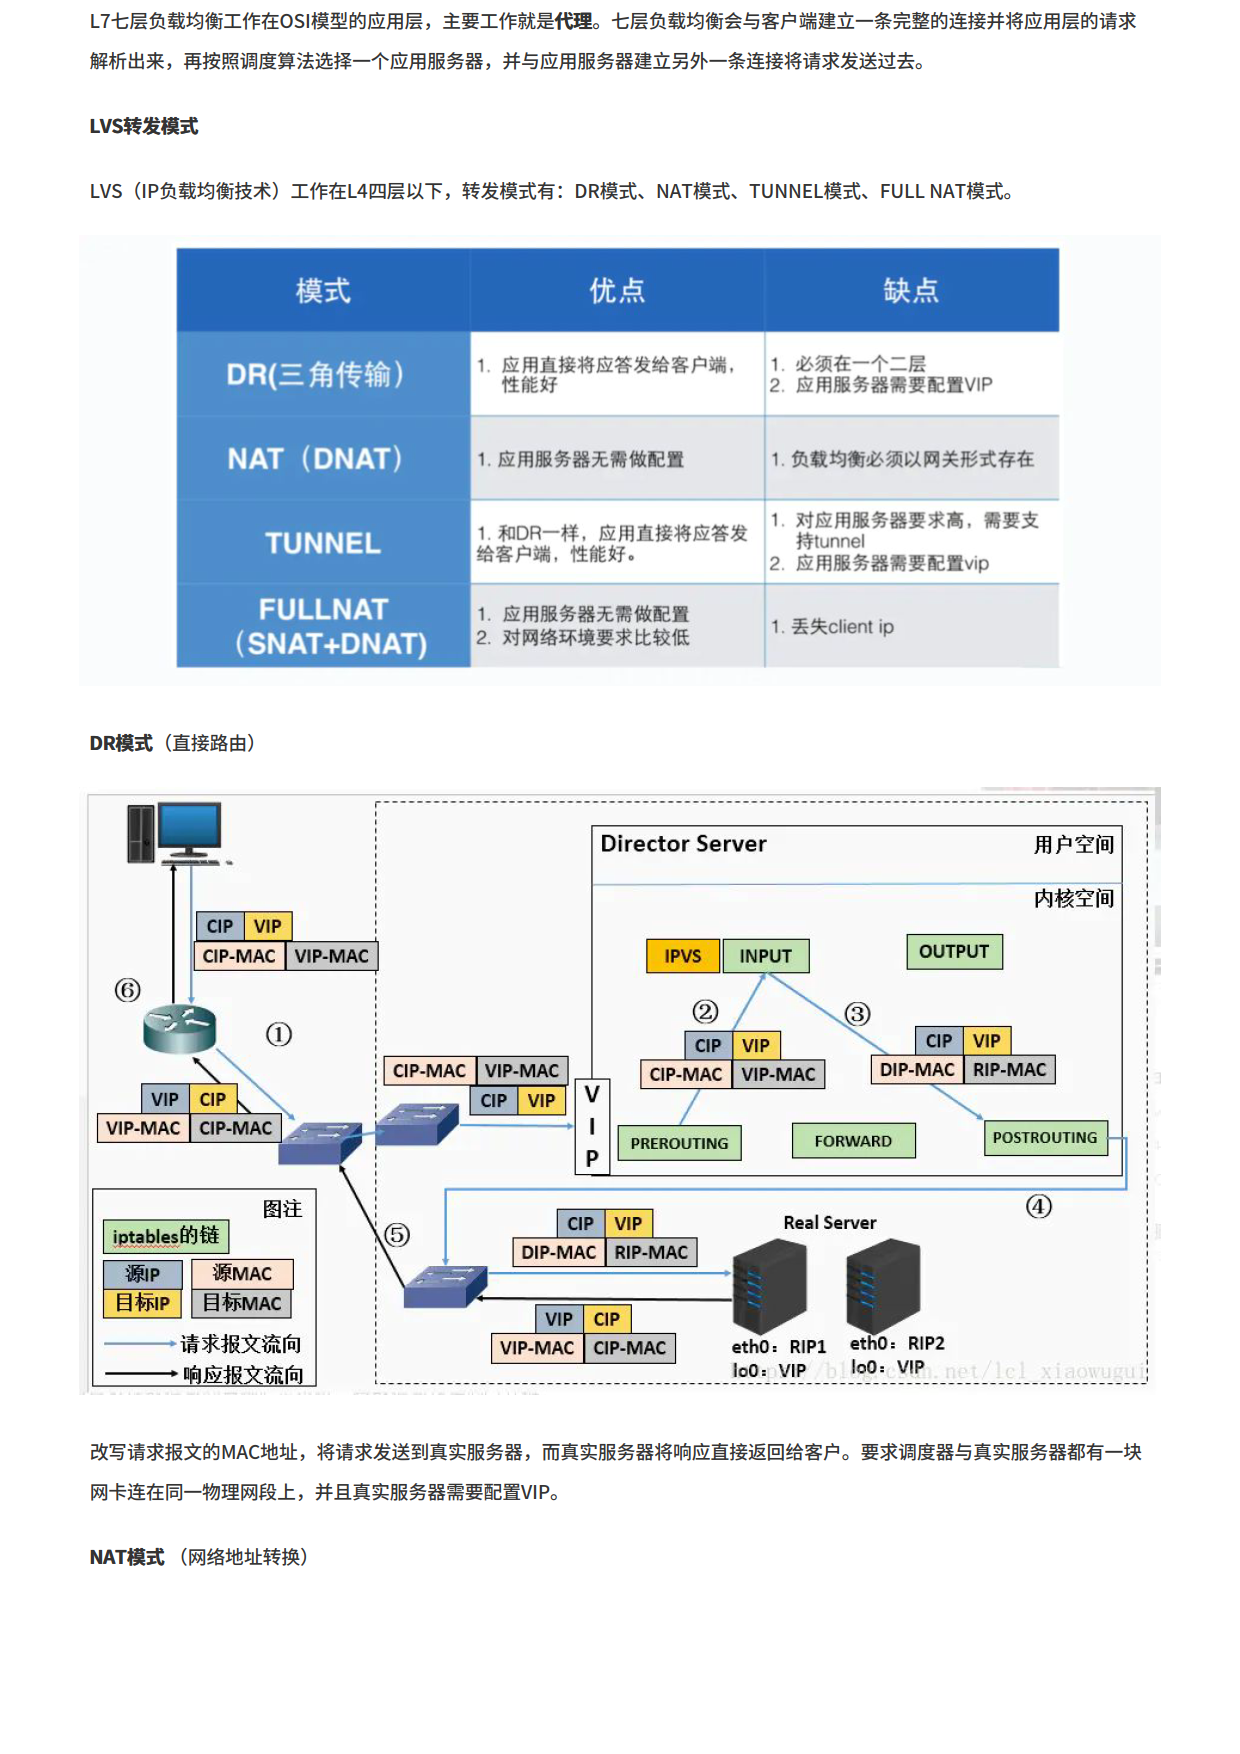 L7七层负载均衡工作在OSI模型的应用层，主要工作就是代理。七层负载均衡会与客户端建立一条完整的连接并将应用层的请求
解析出来，再按照调度算法选择一个应用服务器，并与应用服务器建立另外一条连接将请求发送过去。
LVS转发模式
LVS（IP负载均衡技术）工作在L4四层以下，转发模式有：DR模式、NAT模式、TUNNEL模式、FULL NAT模式。
模式 优点 缺点
DR(三角传输）
1. 应用直接将应答发给客户端，
性能好
1. 必须在一个二层
2. 应用服务器需要配置VIP
NAT（DNAT）
1. 应用服务器无需做配置
1. 负载均衡必须以网关形式存在
TUNNEL
1. 和DR一样，应用直接将应答发
给客户端，性能好。
1. 对应用服务器要求高，需要支
持tunnel
2. 应用服务器需要配置vip
FULLNAT
（SNAT+DNAT)
1. 应用服务器无需做配置
2. 对网络环境要求比较低
1. 丢失client ip
DR模式（直接路由）
Director Server 用户空间
内核空间
CIP VIP
CIP-MAC VIP-MAC
IPVS INPUT OUTPUT
⑥
①
②
③
CIP VIP
CIP-MAC VIP-MAC
CIP VIP
DIP-MAC RIP-MAC
CIP-MAC VIP-MAC
CIP VIP
VIP CIP
VIP-MAC CIP-MAC
V
I
P
PREROUTING FORWARD POSTROUTING
④
⑤
图注
iptables的链
源IP 源MAC
目标IP 目标MAC
请求报文流向
响应报文流向
CIP VIP
DIP-MAC RIP-MAC
Real Server
VIP CIP
VIP-MAC CIP-MAC
eth0：RIP1 eth0：RIP2
lo0：VIP lo0：VIP
http://blog.csdn.net/lcl_xiaowugui
改写请求报文的MAC地址，将请求发送到真实服务器，而真实服务器将响应直接返回给客户。要求调度器与真实服务器都有一块
网卡连在同一物理网段上，并且真实服务器需要配置VIP。
NAT模式 （网络地址转换）